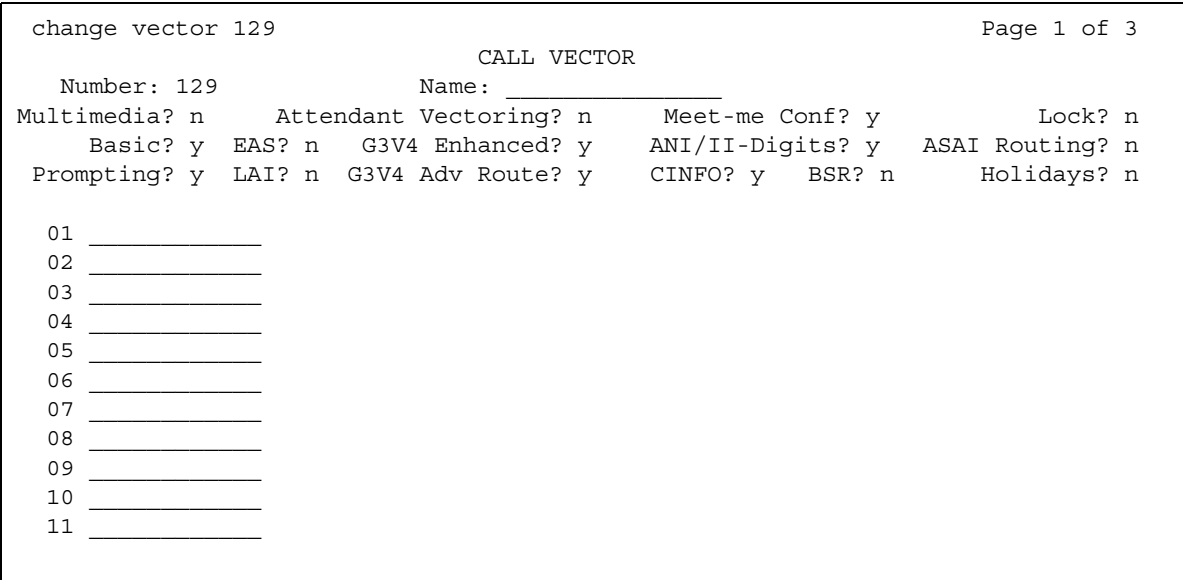 change vector 129 Page 1 of 3
CALL VECTOR
Number: 129 Name: _______________
Multimedia? n Attendant Vectoring? n Meet-me Conf? y Lock? n
Basic? y EAS? n G3V4 Enhanced? y ANI/II-Digits? y ASAI Routing? n
Prompting? y LAI? n G3V4 Adv Route? y CINFO? y BSR? n Holidays? n
01 ____________
02 ____________
03 ____________
04 ____________
05 ____________
06 ____________
07 ____________
08 ____________
09 ____________
10 ____________
11 ____________